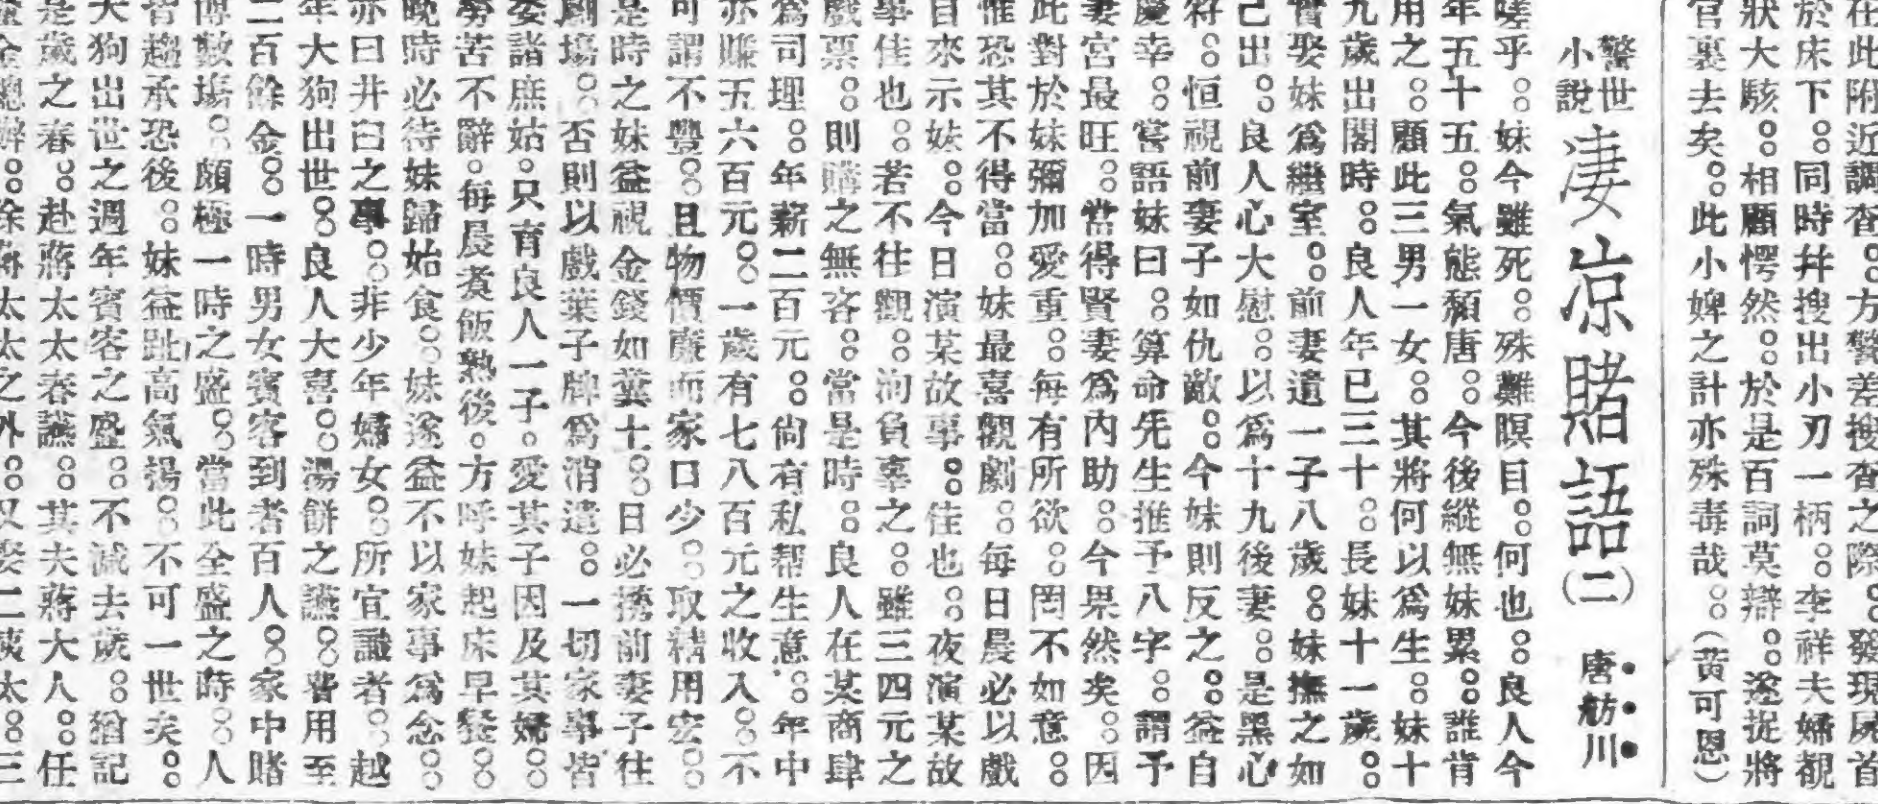 在此附近調查。方警差搜查之際。發現屍首
於床下。同時幷搜出小刃一柄。李祥夫婦覩
狀大駭。相顧愕然。於是百詞莫辯。遂捉將
官裏去矣。此小婢之計亦殊毒哉。（黃可恩）
警世小說 凄凉賭語（二） 唐舫川
嗟乎。妹今雖死。殊難瞑目。何也。良人今
年五十五。氣態頽唐。今後縱無妹累。誰肯
用之。顧此三男一女。其將何以爲生。妹十
九歲出閣時。良人年已三十。長妹十一歲。
實娶妹爲繼室。前妻遺一子八歲。妹撫之如
己出。良人心大慰。以爲十九後妻。是黑心
符。恒視前妻子如仇敵。今妹則反之。益自
慶幸。嘗語妹曰。算命先生推予八字。謂予
妻宮最旺。當得賢妻爲內助。今果然矣。因
此對於妹彌加愛重。每有所欲。罔不如意。
惟恐其不得當。妹最喜觀劇。每日晨必以戲
目來示妹。今日演某故事。佳也。夜演某故
事佳也。若不往觀。洵負辜之。雖三四元之
戲票。則購之無吝。當是時。良人在某商肆
爲司理。年薪二百元。尙有私帮生意。年中
亦賺五六百元。一歲有七八百元之收入。不
可謂不豐。且物價廉而家口少。取精用宏。
是時之妹益視金錢如糞土。日必擕前妻子往
劇場。否則以戲葉子牌爲消遣。一切家事皆
委諸庶姑。只育良人一子。愛其子因及其婦。
勞苦不辭。每晨煑飯熟後。方呼妹起床早餐。
晚時必待妹歸始食。妹遂益不以家事爲念。
亦曰井臼之事。非少年婦女。所宜識者。越
年大狗出世。良人大喜。湯餅之讌。費用至
二百餘金。一時男女賓客到者百人。家中賭
博數塲。頗極一時之盛。當此全盛之時。人
皆趨承恐後。妹益趾高氣揚。不可一世矣。
大狗出世之週年賓客之盛。不減去歲。猶記
是歲之春。赴蔣太太春讌。其夫蔣大人。任